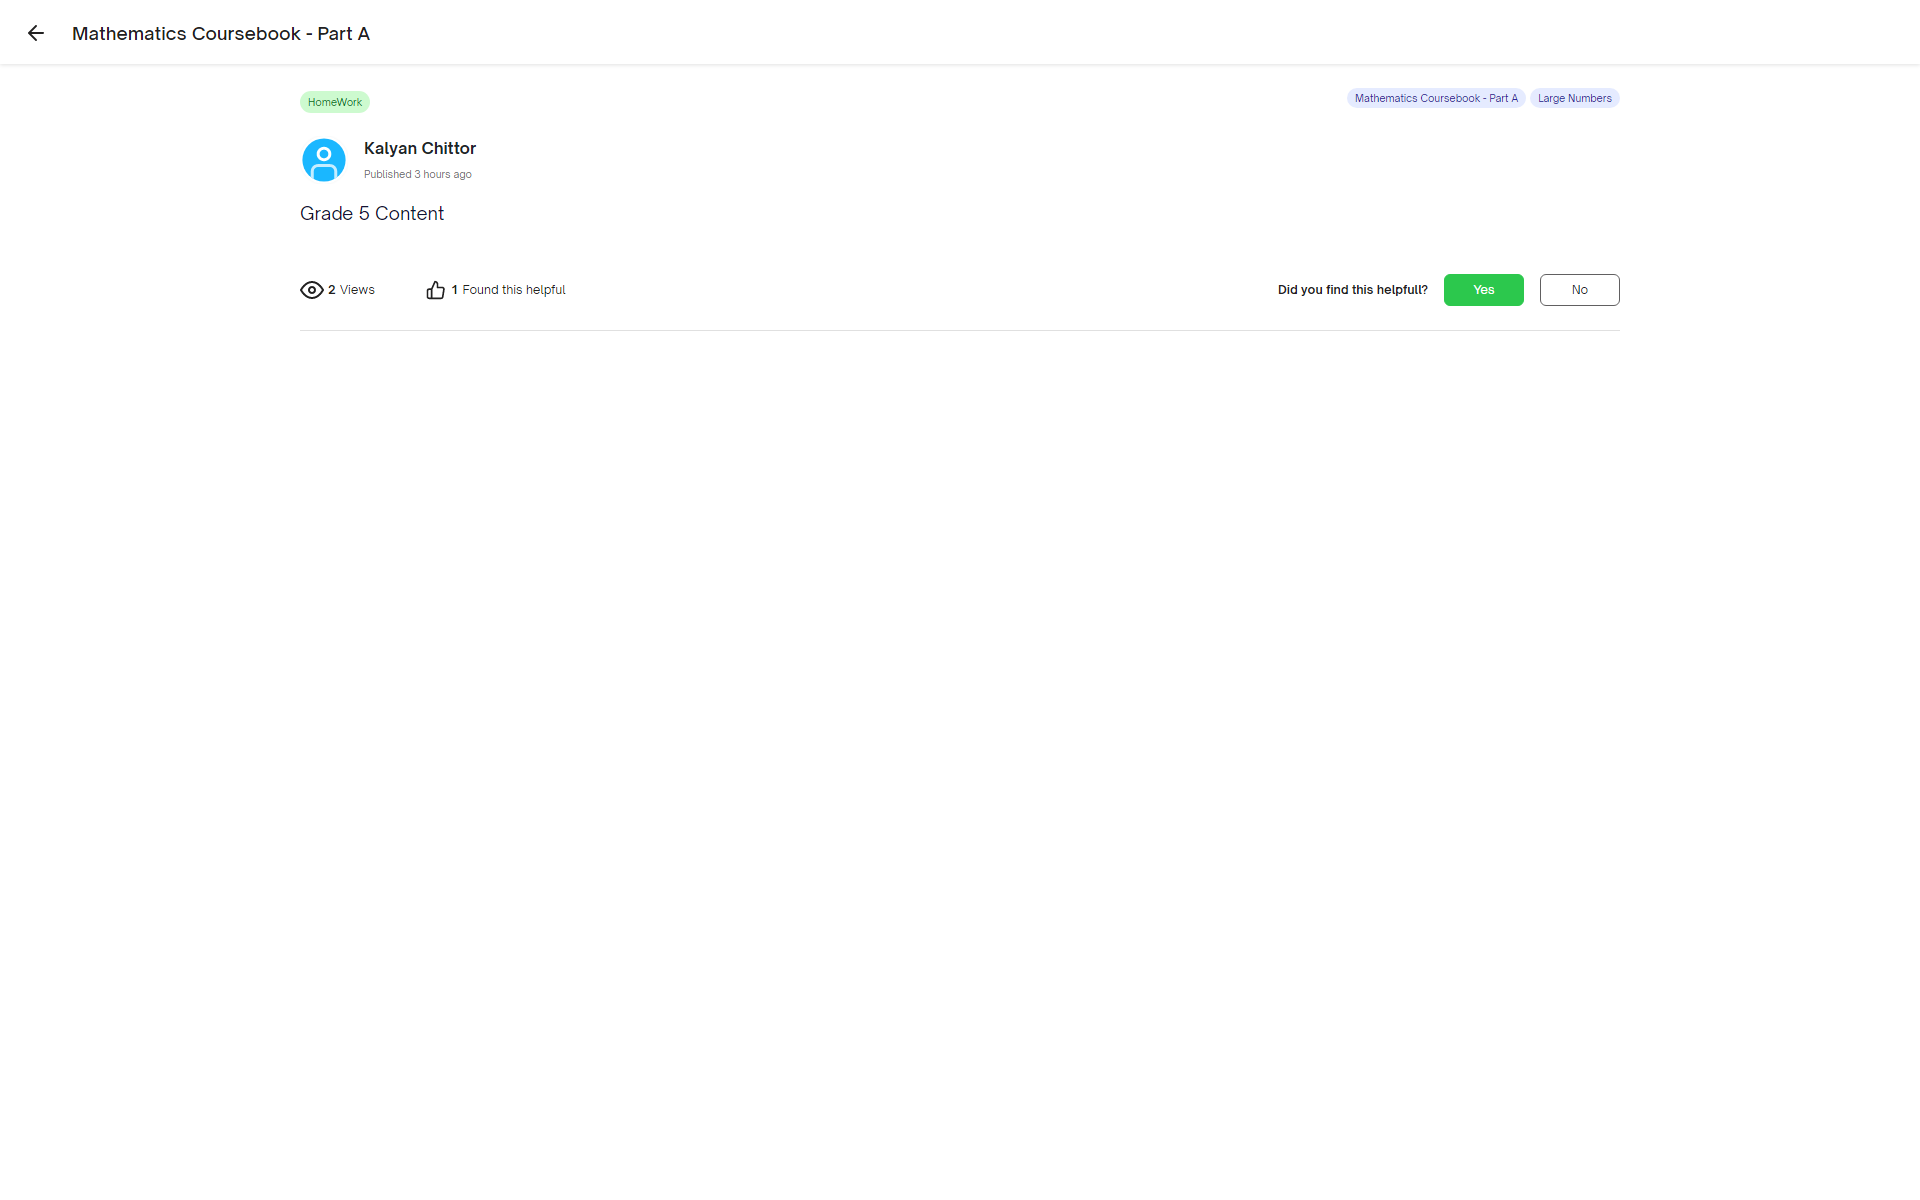 Mathematics Coursebook - Part A
HomeWork
Mathematics Coursebook - Part A
Large Numbers
Kalyan Chittor
Published 3 hours ago
Grade 5 Content
2 Views
1 Found this helpful
Did you find this helpfull?
Yes
No